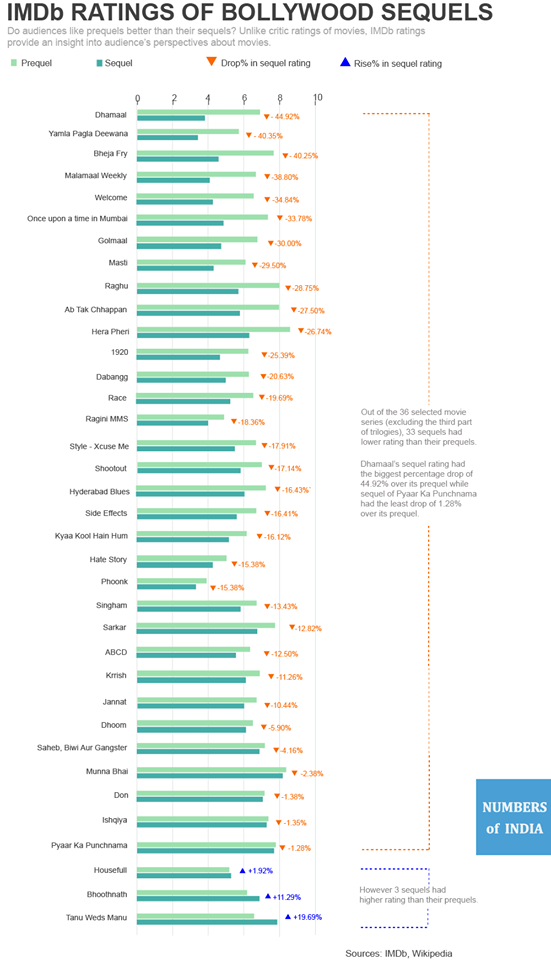 IMDb RATINGS OF BOLLYWOOD SEQUELS
Do audiences like prequels better than their sequels? Unlike critic ratings of movies, IMDb ratings
provide an insight into audience's perspectives about movies.
Prequel Sequel Drop% in sequel rating Rise% in sequel rating
0 2 4 6 8 10
Dhamaal - 44.92%
Yamla Pagla Deewana - 40.35%
Bheja Fry - 40.25%
Malamaal Weekly -38.80%
Welcome -34.84%
Once upon a time in Mumbai -33.78%
Golmaal -30.00%
Masti -29.50%
Raghu -28.75%
Ab Tak Chhappan -27.50%
Hera Pheri -26.74%
1920 -25.39%
Dabangg -20.63%
Race -19.69%
Ragini MMS -18.36%
Style - Xcuse Me -17.91%
Shootout -17.14%
Hyderabad Blues -16.43%
Side Effects -16.41%
Kyaa Kool Hain Hum -16.12%
Hate Story -15.38%
Phoonk -15.38%
Singham -13.43%
Sarkar -12.82%
ABCD -12.50%
Krrish -11.26%
Jannat -10.44%
Dhoom -5.90%
Saheb, Biwi Aur Gangster -4.16%
Munna Bhai -2.38%
Don -1.38%
Ishqiya -1.35%
Pyaar Ka Punchnama -1.28%
Housefull +1.92%
Bhoothnath +11.29%
Tanu Weds Manu +19.69%
Out of the 36 selected movie
series (excluding the third part
of trilogies), 33 sequels had
lower rating than their prequels.
Dhamaal's sequel rating had
the biggest percentage drop of
44.92% over its prequel while
sequel of Pyaar Ka Punchnama
had the least drop of 1.28%
over its prequel.
NUMBERS
of INDIA
However 3 sequels had
higher rating than their prequels
Sources: IMDb, Wikipedia